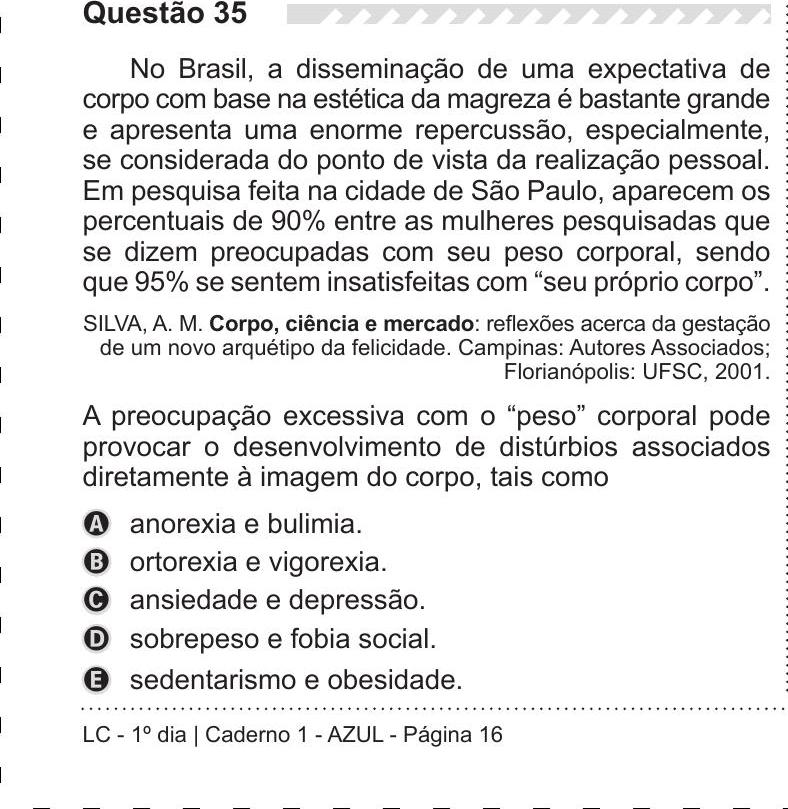 Questão 35
No Brasil, a disseminação de uma expectativa de
corpo com base na estética da magreza é bastante grande
e apresenta uma enorme repercussão, especialmente,
se considerada do ponto de vista da realização pessoal.
Em pesquisa feita na cidade de São Paulo, aparecem os
percentuais de 90% entre as mulheres pesquisadas que
se dizem preocupadas com seu peso corporal, sendo
que 95% se sentem insatisfeitas com “seu próprio corpo”.
SILVA, A. M. Corpo, ciência e mercado: reflexões acerca da gestação
de um novo arquétipo da felicidade. Campinas: Autores Associados;
Florianópolis: UFSC, 2001.
A preocupação excessiva com o “peso” corporal pode
provocar o desenvolvimento de distúrbios associados
diretamente à imagem do corpo, tais como
A anorexia e bulimia.
B ortorexia e vigorexia.
C ansiedade e depressão.
D sobrepeso e fobia social.
E sedentarismo e obesidade.
LC - 1º dia | Caderno 1 - AZUL - Página 16